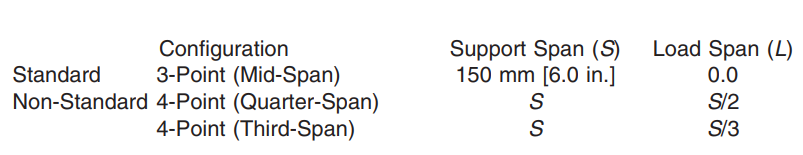 Configuration Support Span (S) Load Span (L)
Standard 3-Point (Mid-Span) 150 mm [6.0 in.] 0.0
Non-Standard 4-Point (Quarter-Span) S S/2
4-Point (Third-Span) S S/3